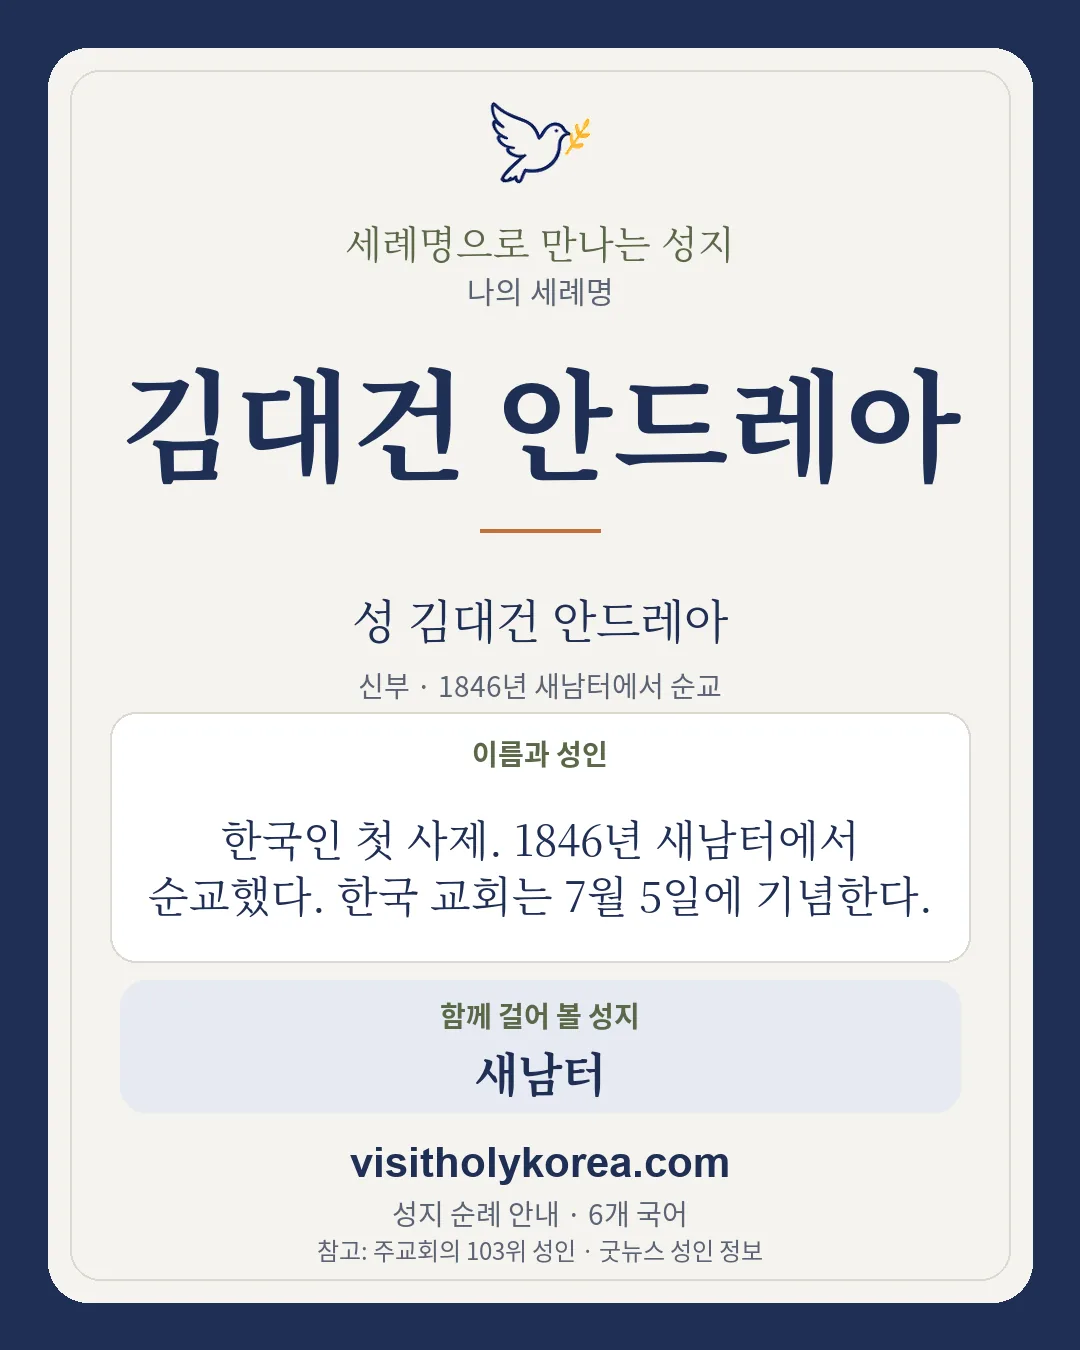 세례명으로 만나는 성지
나의 세례명
김대건 안드레아
성 김대건 안드레아
신부 · 1846년 새남터에서 순교
이름과 성인
한국인 첫 사제. 1846년 새남터에서
순교했다. 한국 교회는 7월 5일에 기념한다.
함께 걸어 볼 성지
새남터
visitholykorea.com
성지 순례 안내 · 6개 국어
참고: 주교회의 103위 성인 · 굿뉴스 성인 정보